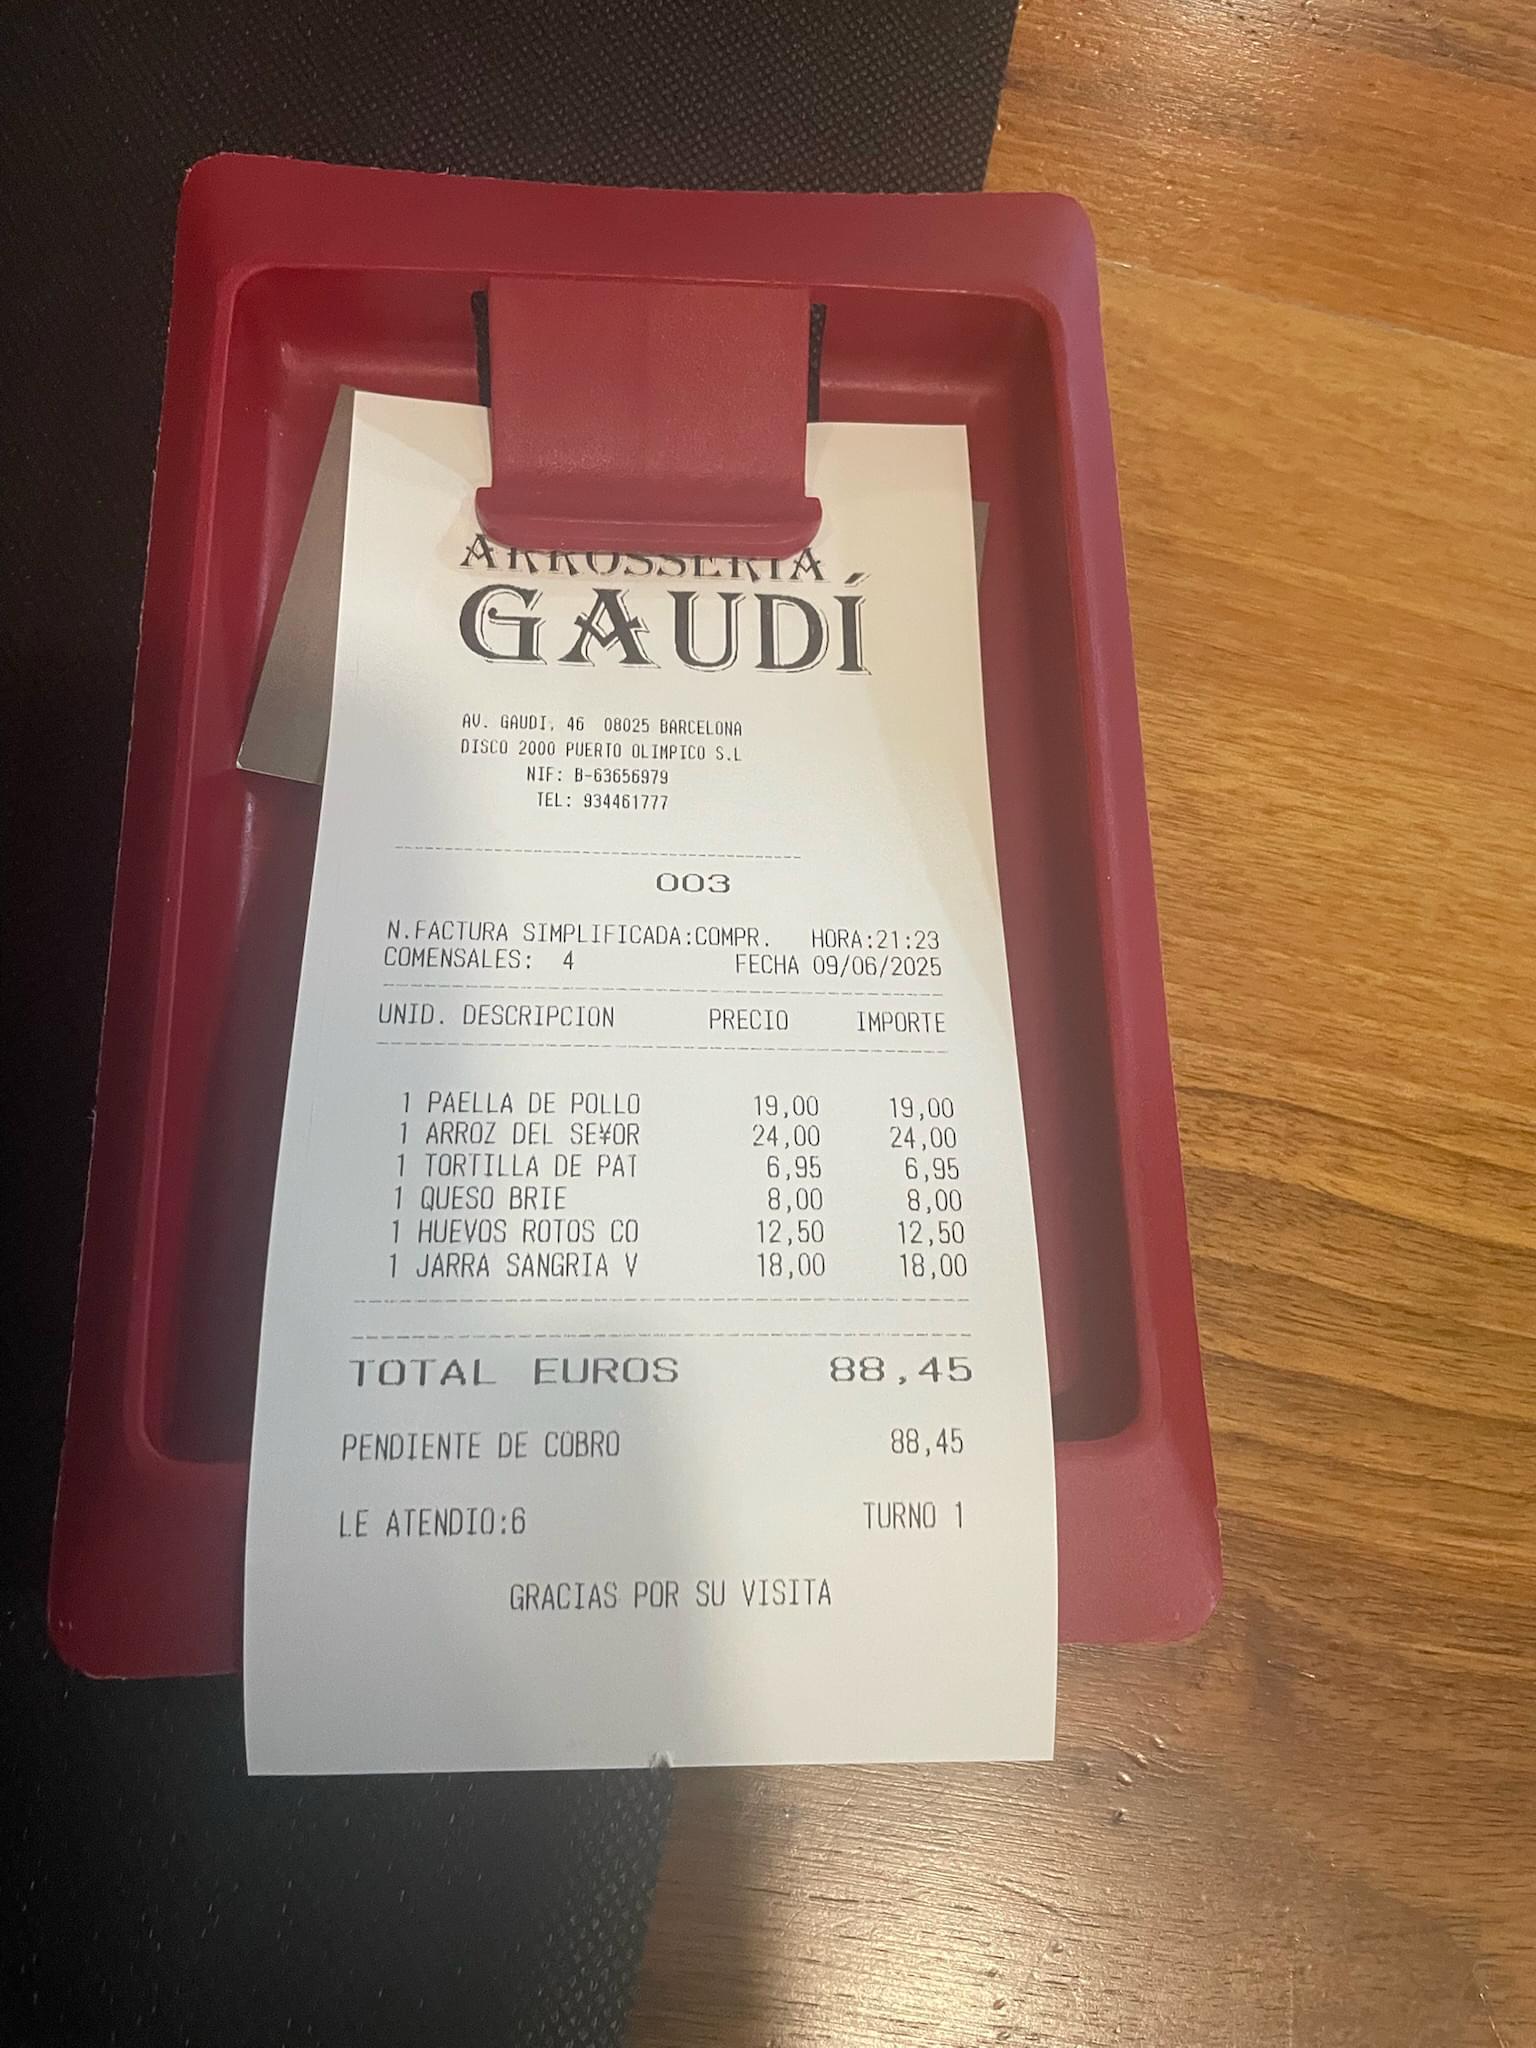 ARROSSERIA
GAUDÍ
AV. GAUDI, 46 08025 BARCELONA
DISCO 2000 PUERTO OLIMPICO S.L
NIF: B-63656979
TEL: 934461777
003
N.FACTURA SIMPLIFICADA:COMPR. HORA:21:23
COMENSALES: 4 FECHA 09/06/2025
UNID. DESCRIPCION PRECIO IMPORTE
1 PAELLA DE POLLO 19,00 19,00
1 ARROZ DEL SE¥OR 24,00 24,00
1 TORTILLA DE PAT 6,95 6,95
1 QUESO BRIE 8,00 8,00
1 HUEVOS ROTOS CO 12,50 12,50
1 JARRA SANGRIA V 18,00 18,00
TOTAL EUROS 88,45
PENDIENTE DE COBRO 88,45
LE ATENDIO:6 TURNO 1
GRACIAS POR SU VISITA